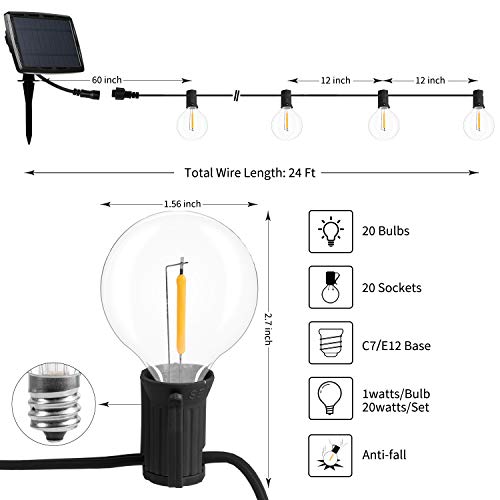 60 inch
12 inch
12 inch
Total Wire Length: 24 Ft
1.56 inch
2.7 inch
20 Bulbs
20 Sockets
C7/E12 Base
1watts/Bulb
20watts/Set
Anti-fall